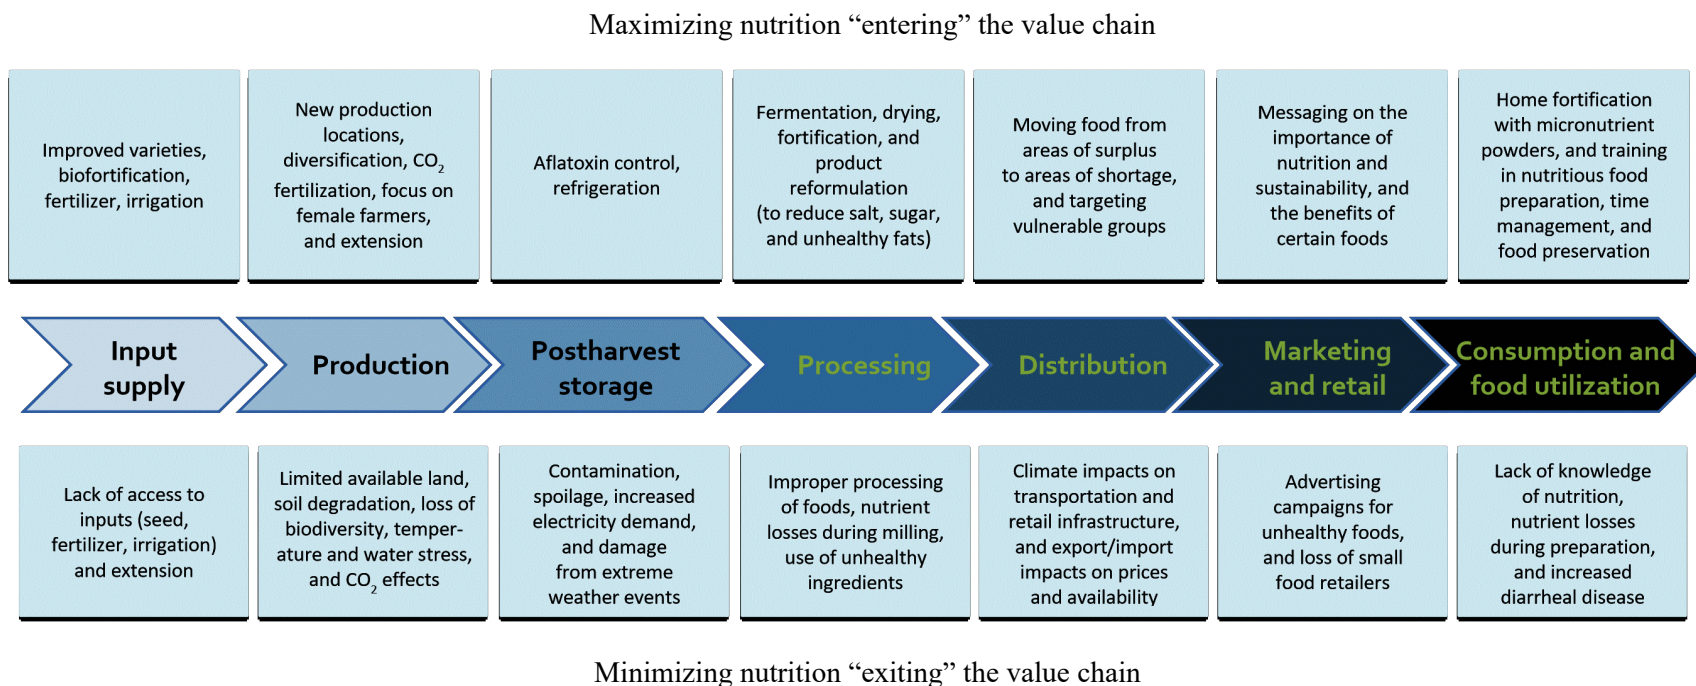 Maximizing nutrition “entering” the value chain
Improved varieties,
biofortification,
fertilizer, irrigation
New production
locations,
diversification, CO₂
fertilization, focus on
female farmers,
and extension
Aflatoxin control,
refrigeration
Fermentation, drying,
fortification, and
product
reformulation
(to reduce salt, sugar,
and unhealthy fats)
Moving food from
areas of surplus
to areas of shortage,
and targeting
vulnerable groups
Messaging on the
importance of
nutrition and
sustainability, and
the benefits of
certain foods
Home fortification
with micronutrient
powders, and training
in nutritious food
preparation, time
management, and
food preservation
Input
supply
Production
Postharvest
storage
Processing
Distribution
Marketing
and retail
Consumption and
food utilization
Lack of access to
inputs (seed,
fertilizer, irrigation)
and extension
Limited available land,
soil degradation, loss of
biodiversity, temper-
ature and water stress,
and CO₂ effects
Contamination,
spoilage, increased
electricity demand,
and damage
from extreme
weather events
Improper processing
of foods, nutrient
losses during milling,
use of unhealthy
ingredients
Climate impacts on
transportation and
retail infrastructure,
and export/import
impacts on prices
and availability
Advertising
campaigns for
unhealthy foods,
and loss of small
food retailers
Lack of knowledge
of nutrition,
nutrient losses
during preparation,
and increased
diarrheal disease
Minimizing nutrition “exiting” the value chain